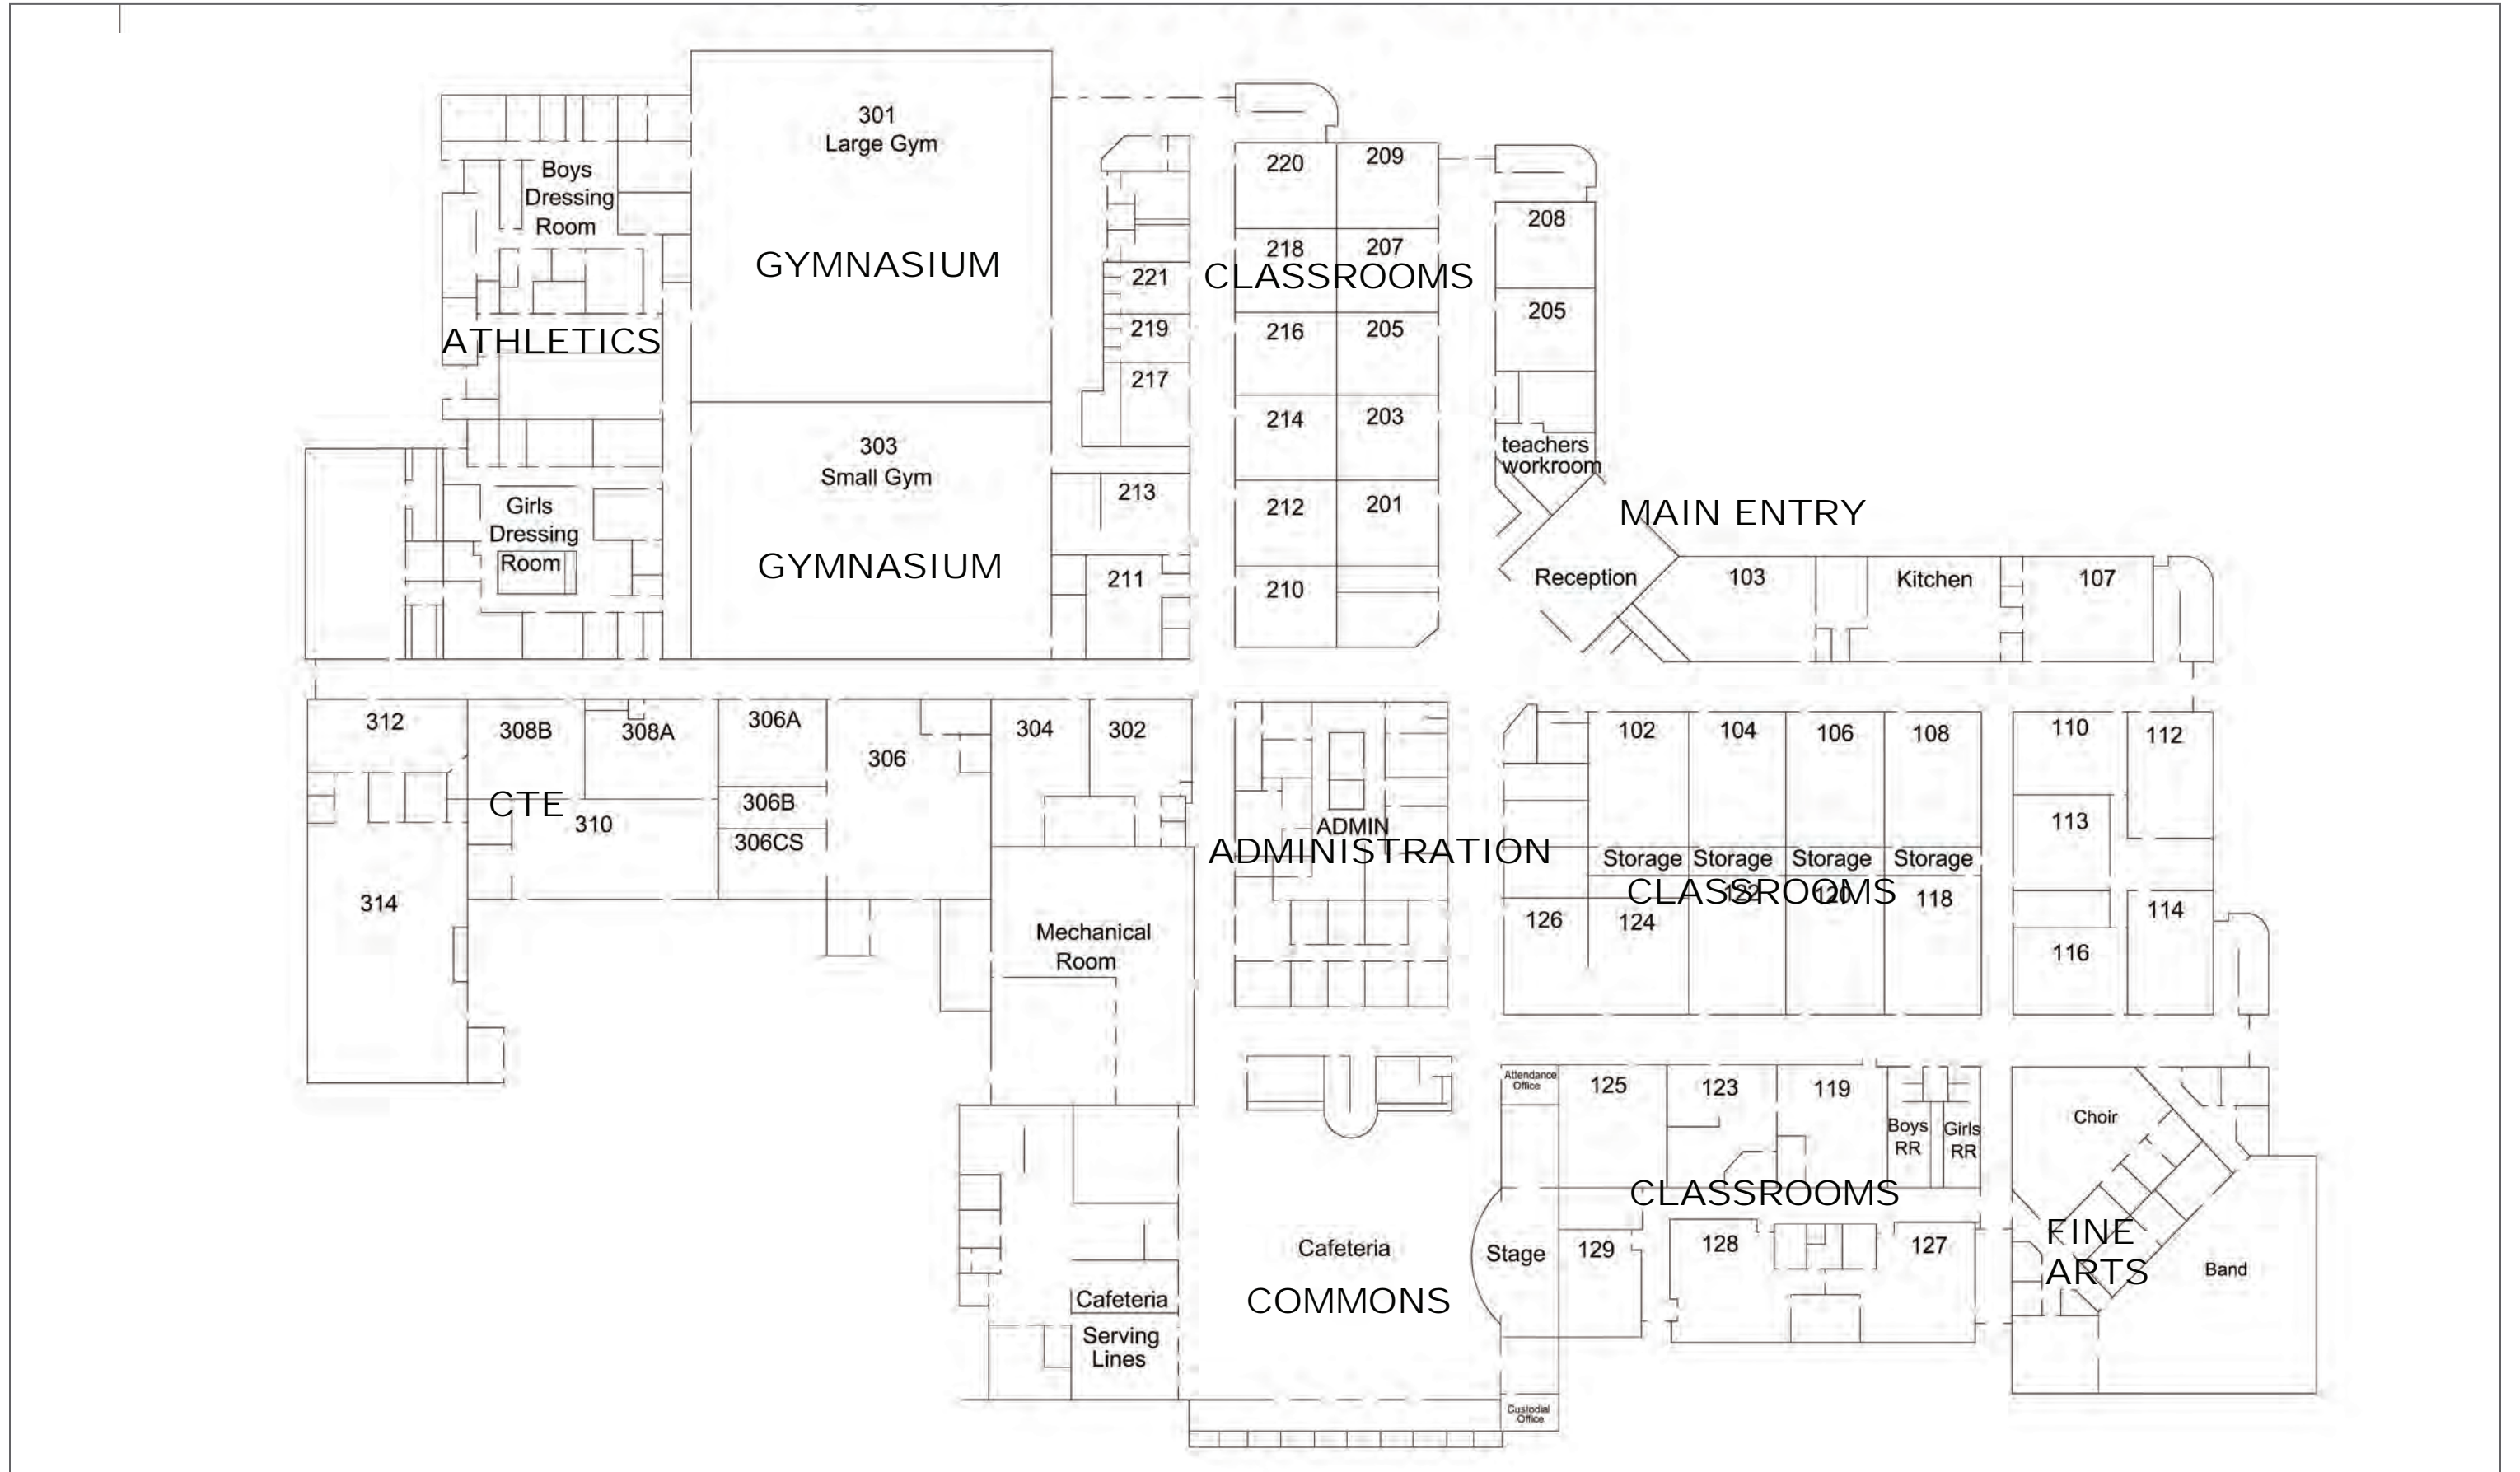 301
Large Gym
GYMNASIUM
Boys
Dressing
Room
ATHLETICS
303
Small Gym
GYMNASIUM
Girls
Dressing
Room
221
219
217
213
211
220
209
218
207
CLASSROOMS
216
205
214
203
212
201
210
208
205
teachers
workroom
MAIN ENTRY
Reception
103
Kitchen
107
312
308B
308A
306A
306
304
302
306B
CTE
310
306CS
314
Mechanical
Room
ADMIN
ADMINISTRATION
102
104
106
108
110
112
113
Storage
Storage
Storage
Storage
CLASSROOMS
122
120
118
126
124
114
116
Attendance
Office
125
123
119
Boys
RR
Girls
RR
Choir
CLASSROOMS
Cafeteria
COMMONS
Stage
129
128
127
FINE
ARTS
Band
Cafeteria
Serving
Lines
Custodial
Office